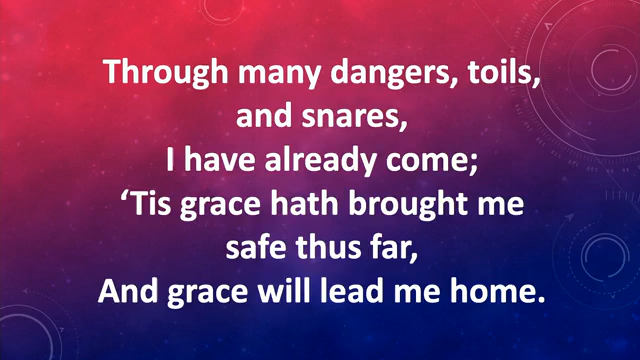 Through many dangers, toils,
and snares,
I have already come;
‘Tis grace hath brought me
safe thus far,
And grace will lead me home.